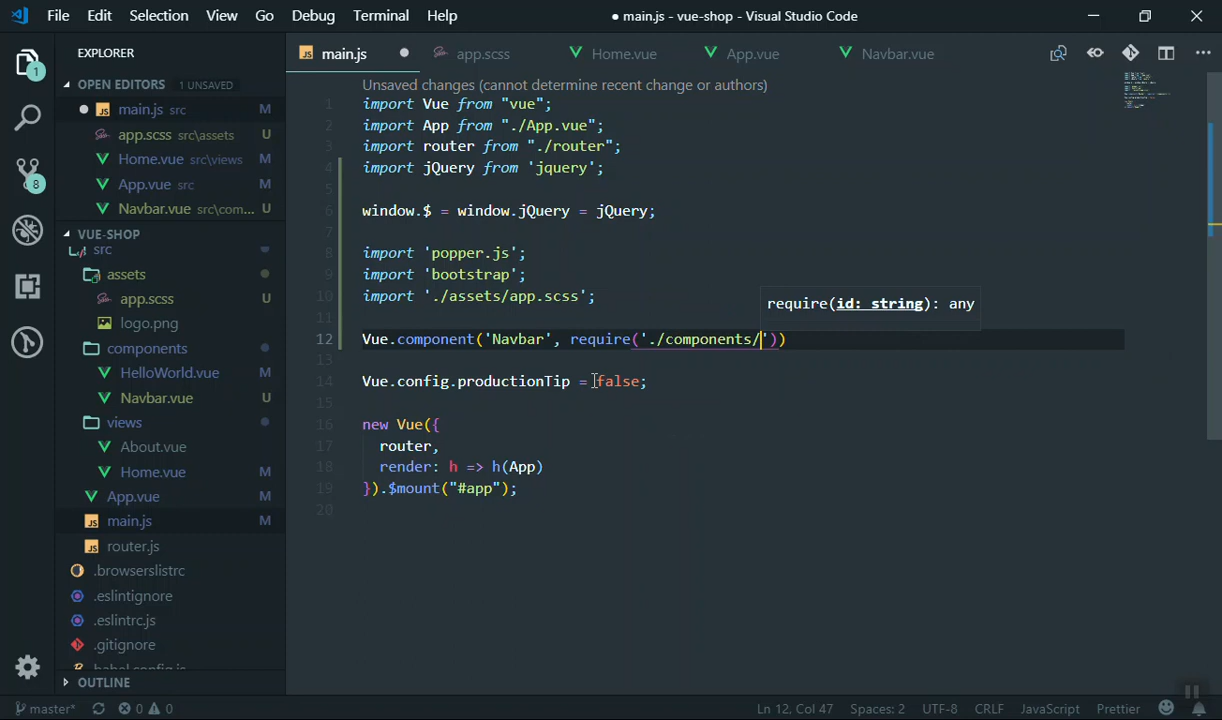 File Edit Selection View Go Debug Terminal Help
● main.js - vue-shop - Visual Studio Code
EXPLORER
main.js
app.scss
Home.vue
App.vue
Navbar.vue
OPEN EDITORS 1 UNSAVED
main.js src M
app.scss src\assets U
Home.vue src\views M
App.vue src M
Navbar.vue src\com... U
VUE-SHOP
src
assets
app.scss U
logo.png
components
HelloWorld.vue
Navbar.vue U
views
About.vue
Home.vue M
App.vue M
main.js M
router.js
.browserslistrc
.eslintignore
.eslintrc.js
.gitignore
babel.config.js
OUTLINE
1
8
Unsaved changes (cannot determine recent change or authors)
1 import Vue from "vue";
2 import App from "./App.vue";
3 import router from "./router";
4 import jQuery from 'jquery';
5
6 window.$ = window.jQuery = jQuery;
7
8 import 'popper.js';
9 import 'bootstrap';
10 import './assets/app.scss';
11
require(id: string): any
12 Vue.component('Navbar', require('./components/'))
13
14 Vue.config.productionTip = false;
15
16 new Vue({
17 router,
18 render: h => h(App)
19 }).$mount("#app");
20
master* 0 0
Ln 12, Col 47 Spaces: 2 UTF-8 CRLF JavaScript Prettier